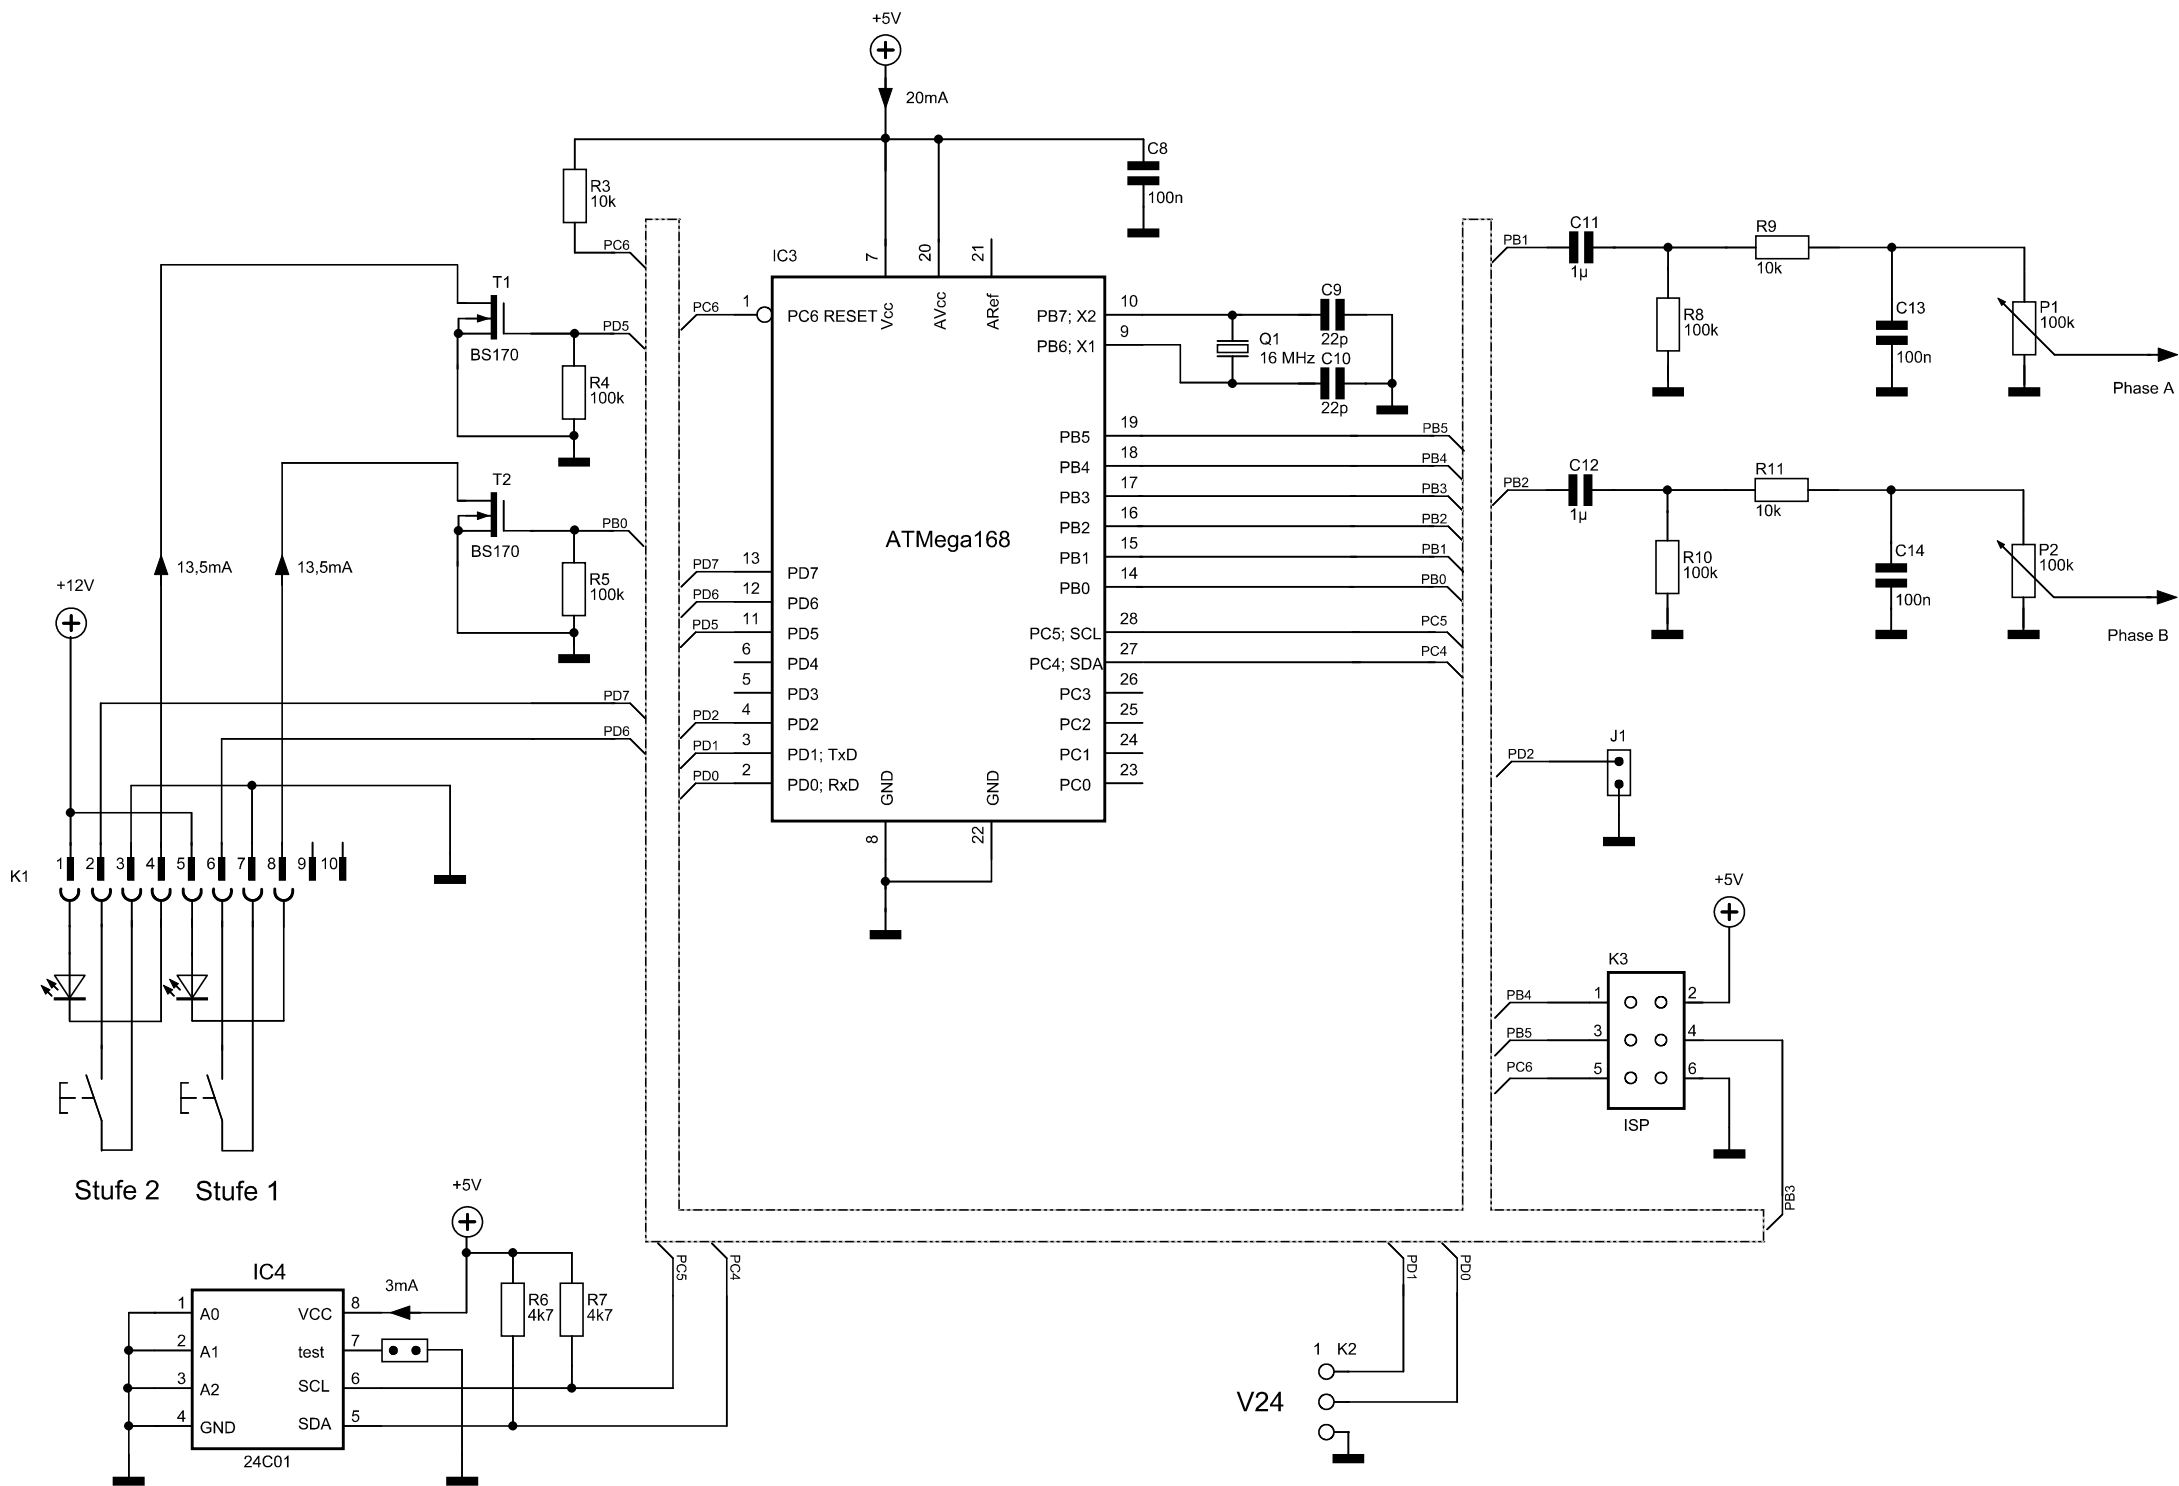 +5V
20mA
C8
100n
R3
10k
PC6
IC3
7
20
21
Vcc
AVcc
ARef
PC6
1
PC6 RESET
T1
BS170
PD5
R4
100k
T2
BS170
PB0
R5
100k
13,5mA
13,5mA
+12V
PD7
PD6
ATMega168
PD7
13
PD7
PD6
12
PD6
PD5
11
PD5
6
PD4
5
PD3
PD2
4
PD2
PD1
3
PD1; TxD
PD0
2
PD0; RxD
GND
8
GND
22
PB7; X2
10
PB6; X1
9
C9
22p
Q1
16 MHz
C10
22p
PB5
19
PB5
PB4
18
PB4
PB3
17
PB3
PB2
16
PB2
PB1
15
PB1
PB0
14
PB0
PC5; SCL
28
PC5
PC4; SDA
27
PC4
PC3
26
PC2
25
PC1
24
PC0
23
PB1
C11
1µ
R8
100k
R9
10k
C13
100n
P1
100k
Phase A
PB2
C12
1µ
R10
100k
R11
10k
C14
100n
P2
100k
Phase B
PD2
J1
+5V
K3
PB4
1
2
PB5
3
4
PC6
5
6
ISP
PB3
K1
1
2
3
4
5
6
7
8
9
10
Stufe 2
Stufe 1
+5V
IC4
3mA
1
A0
VCC
8
2
A1
test
7
3
A2
SCL
6
4
GND
SDA
5
24C01
R6
4k7
R7
4k7
PC5
PC4
PD1
PD0
1
K2
V24